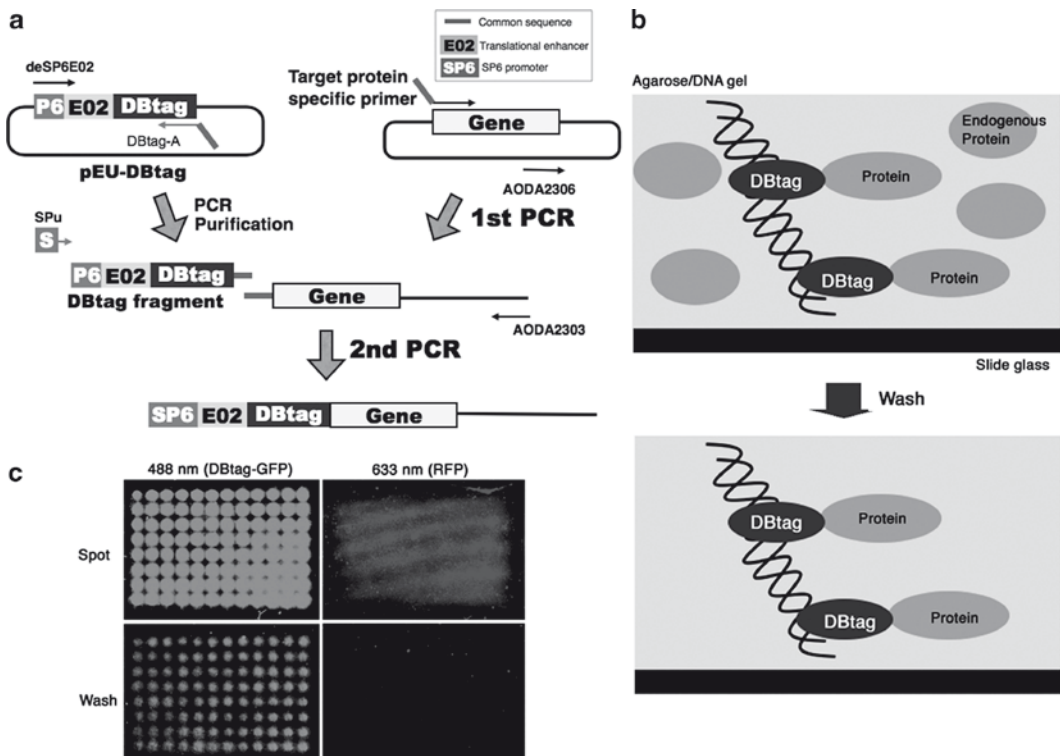 a
Common sequence
E02 Translational enhancer
SP6 SP6 promoter
deSP6E02
P6 E02 DBtag
DBtag-A
pEU-DBtag
Target protein
specific primer
Gene
AODA2306
PCR
Purification
1st PCR
SPu
S
P6 E02 DBtag
DBtag fragment
Gene
AODA2303
2nd PCR
SP6 E02 DBtag Gene
b
Agarose/DNA gel
Endogenous
Protein
DBtag Protein
DBtag Protein
Slide glass
Wash
DBtag Protein
DBtag Protein
c
488 nm (DBtag-GFP) 633 nm (RFP)
Spot
Wash